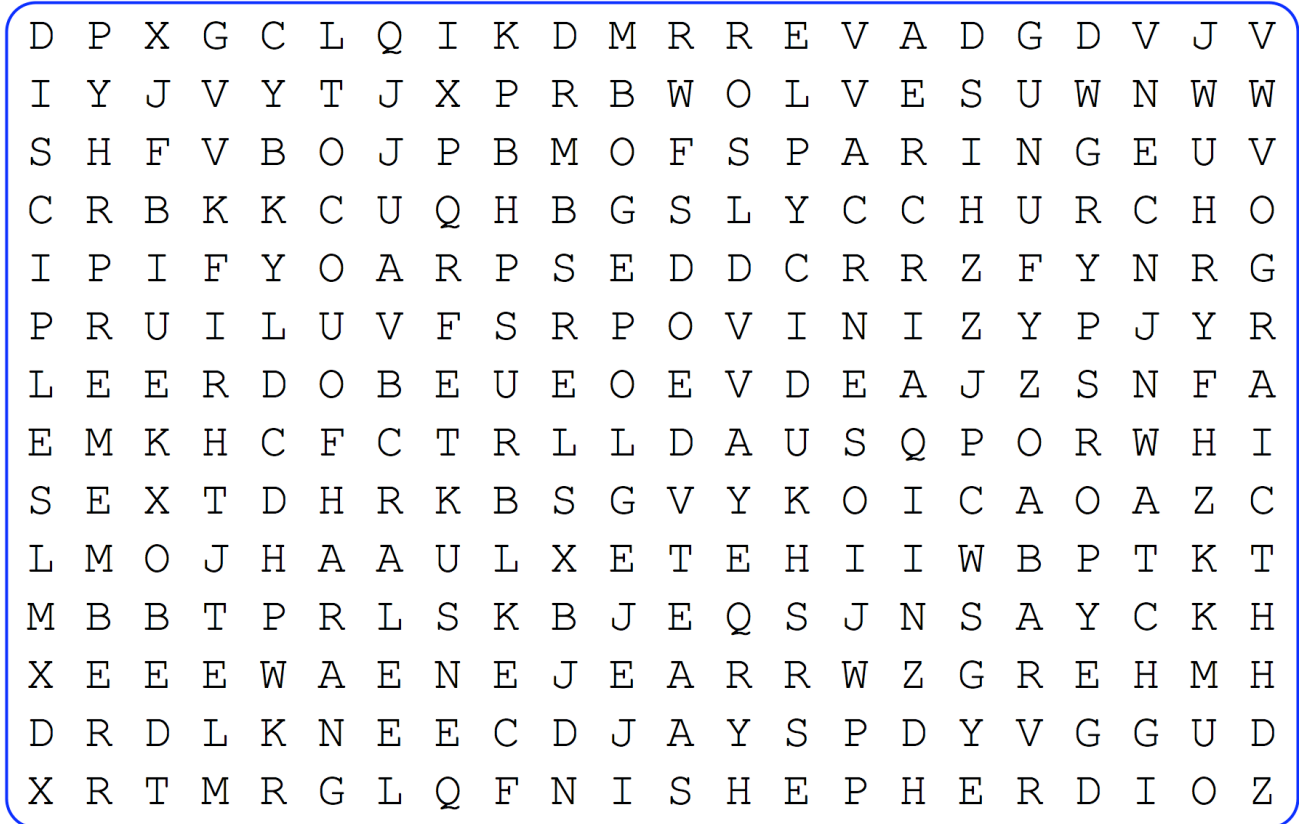 D P X G C L Q I K D M R R E V A D G D V J V
I Y J V Y T J X P R B W O L V E S U W N W W
S H F V B O J P B M O F S P A R I N G E U V
C R B K K C U Q H B G S L Y C C H U R C H O
I P I F Y O A R P S E D D C R R Z F Y N R G
P R U I L U V F S R P O V I N I Z Y P J Y R
L E E R D O B E U E O E V D E A J Z S N F A
E M K H C F C T R L L D A U S Q P O R W H I
S E X T D H R K B S G V Y K O I C A O A Z C
L M O J H A A U L X E T E H I I W B P T K T
M B B T P R L S K B J E Q S J N S A Y C K H
X E E E W A E N E J E A R R W Z G R E H M H
D R D L K N E E C D J A Y S P D Y V G G U D
X R T M R G L Q F N I S H E P H E R D I O Z